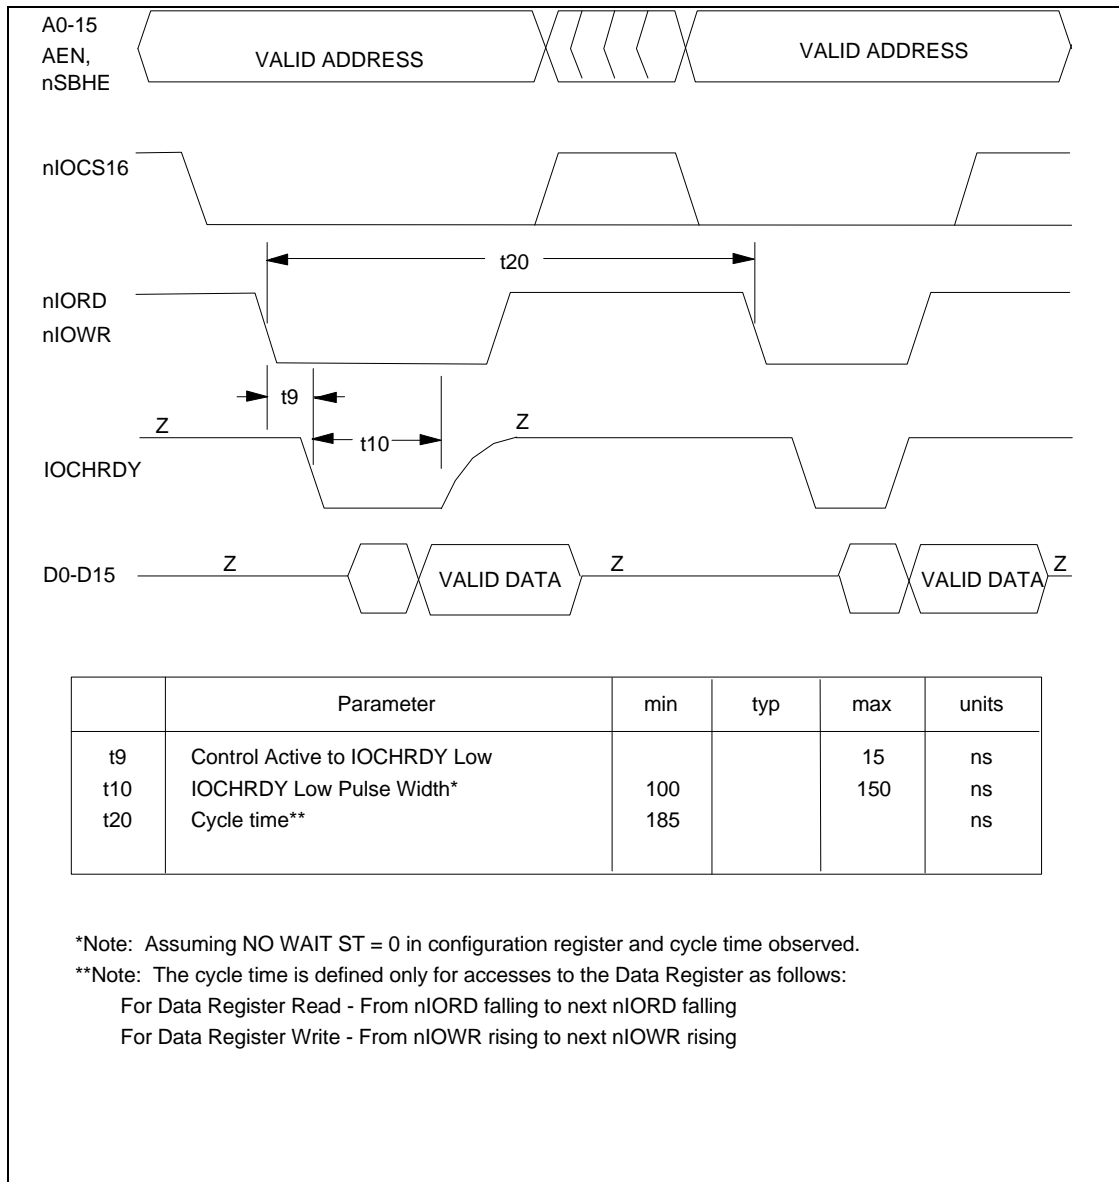 A0-15
AEN,
nSBHE
VALID ADDRESS
VALID ADDRESS
nIOCS16
t20
nIORD
nIOWR
t9
Z
Z
t10
IOCHRDY
D0-D15
Z
VALID DATA
Z
VALID DATA
Z
Parameter min typ max units
t9 Control Active to IOCHRDY Low 15 ns
t10 IOCHRDY Low Pulse Width* 100 150 ns
t20 Cycle time** 185 ns
*Note: Assuming NO WAIT ST = 0 in configuration register and cycle time observed.
**Note: The cycle time is defined only for accesses to the Data Register as follows:
For Data Register Read - From nIORD falling to next nIORD falling
For Data Register Write - From nIOWR rising to next nIOWR rising